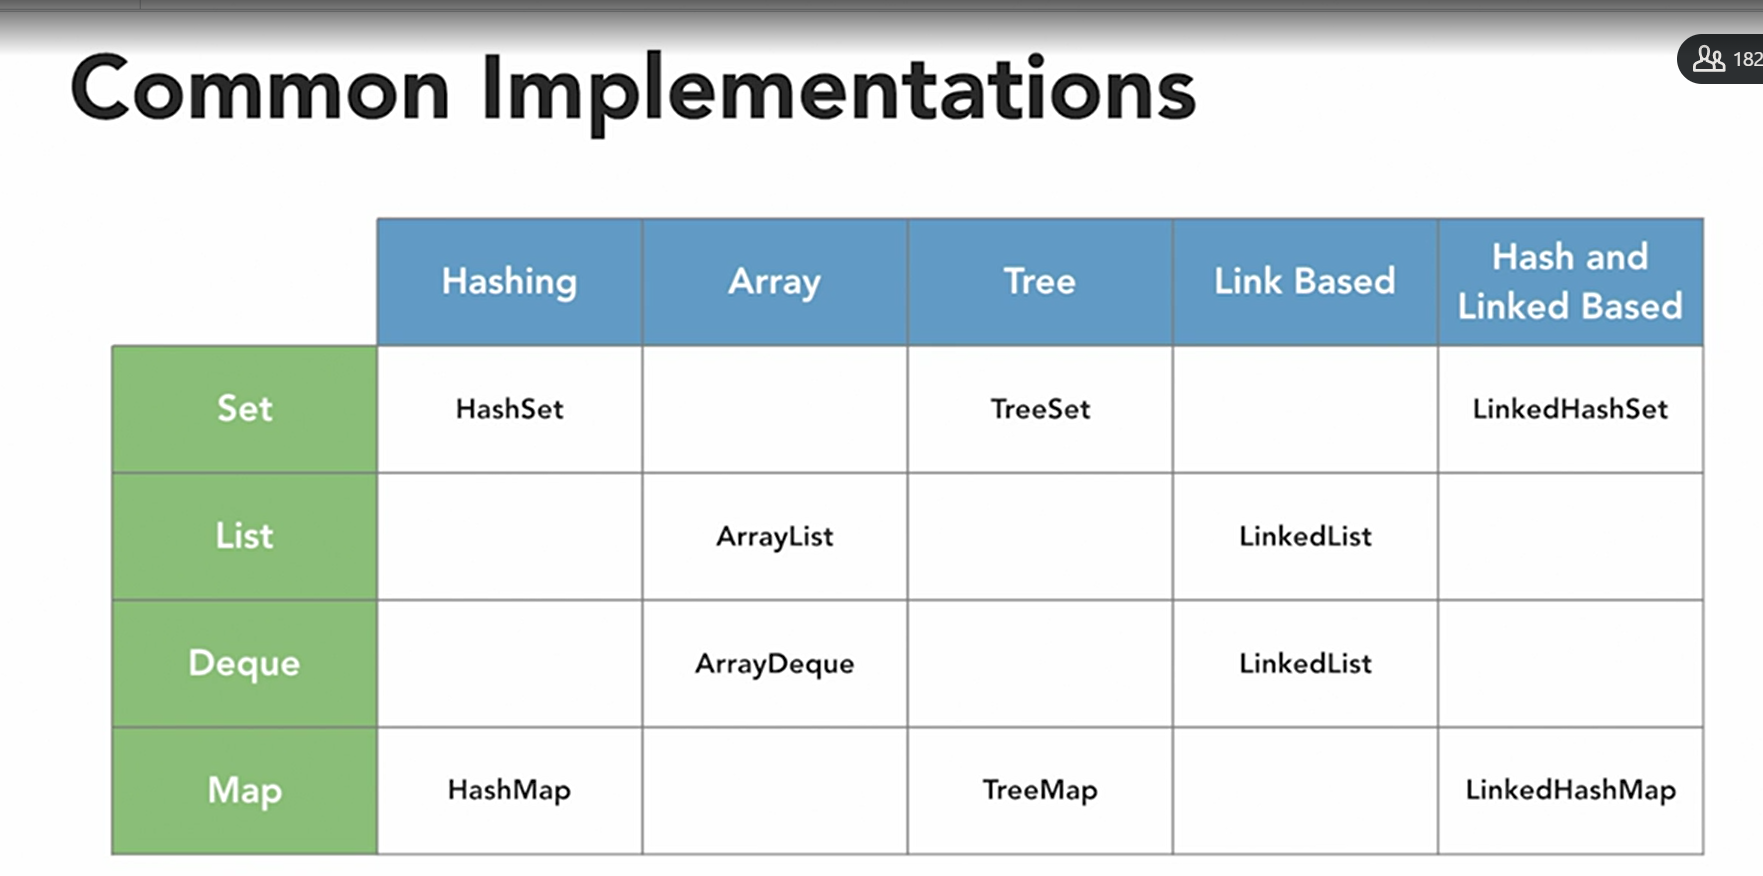 Common Implementations
182
Hashing Array Tree Link Based Hash and
Linked Based
Set HashSet TreeSet LinkedHashSet
List ArrayList LinkedList
Deque ArrayDeque LinkedList
Map HashMap TreeMap LinkedHashMap